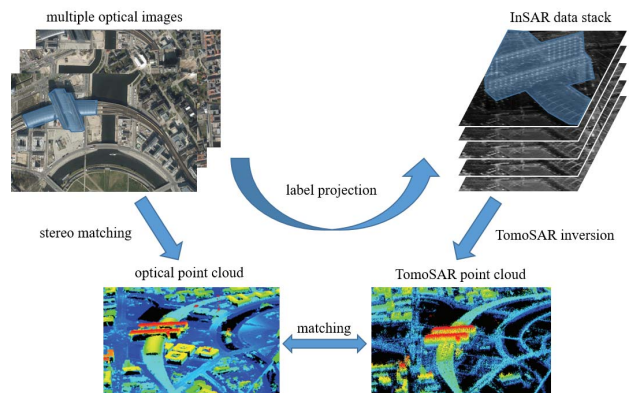 multiple optical images
InSAR data stack
label projection
stereo matching
TomoSAR inversion
optical point cloud
TomoSAR point cloud
matching